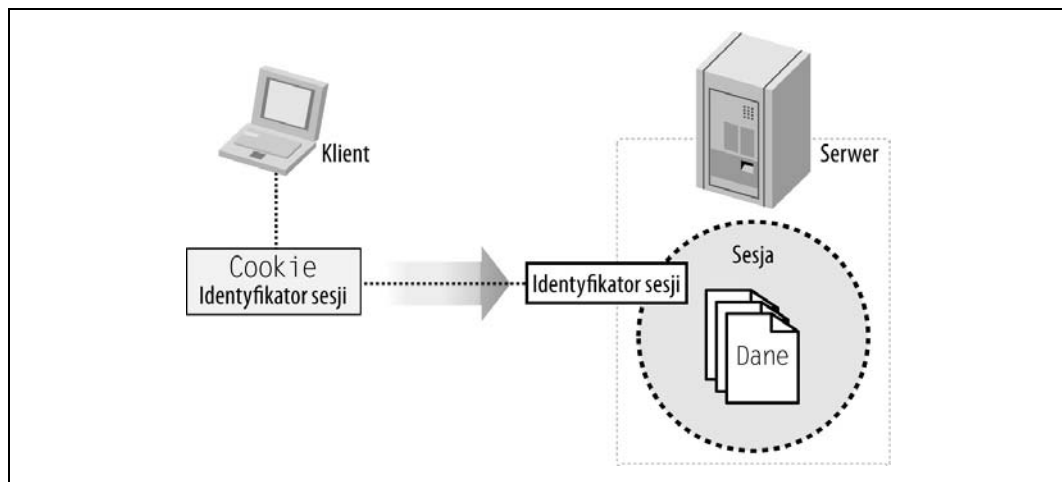 Klient
Serwer
Cookie
Identyfikator sesji
Identyfikator sesji
Sesja
Dane